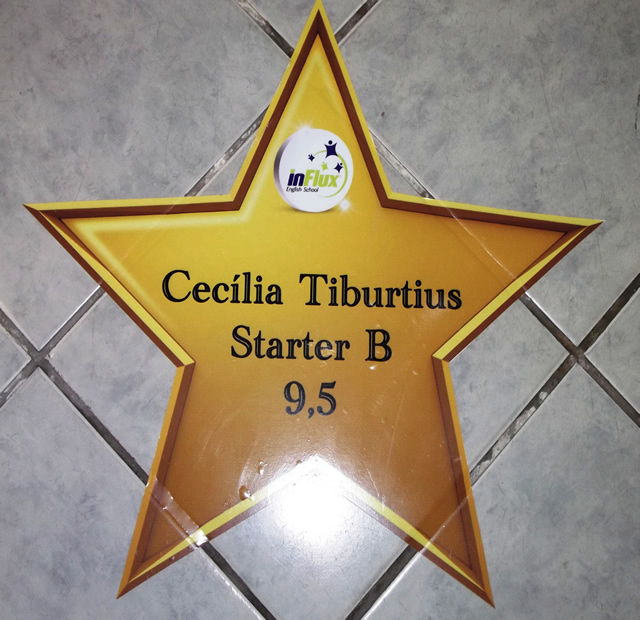 inFlux
English School
Cecília Tiburtius
Starter B
9,5